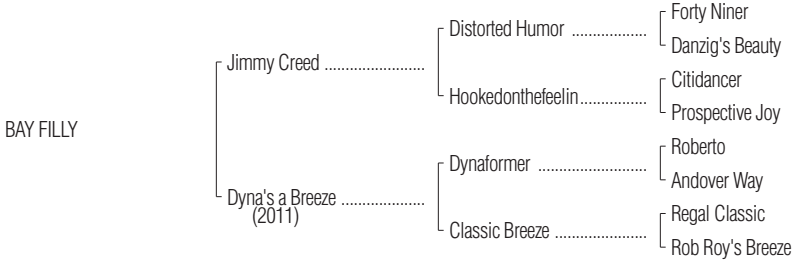 Forty Niner
Distorted Humor ..................
Danzig's Beauty
Jimmy Creed ........................
Citidancer
Hookedonthefeelin................
Prospective Joy
BAY FILLY
Roberto
Dynaformer .........................
Andover Way
Dyna's a Breeze ....................
(2011)
Regal Classic
Classic Breeze .....................
Rob Roy's Breeze